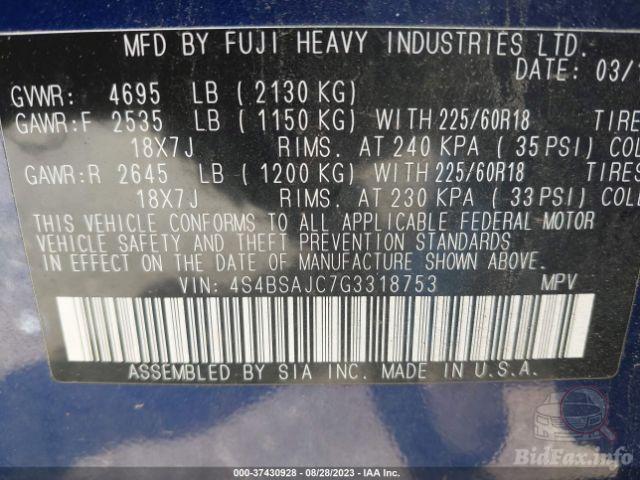 MFD BY FUJI HEAVY INDUSTRIES LTD.
DATE: 03/
GVWR: 4695 LB ( 2130 KG)
GAWR:F 2535 LB ( 1150 KG) WITH 225/60R18 TIRE
18X7J RIMS. AT 240 KPA ( 35 PSI) COL
GAWR:R 2645 LB ( 1200 KG) WITH 225/60R18 TIRES
18X7J RIMS. AT 230 KPA ( 33 PSI) COLD
THIS VEHICLE CONFORMS TO ALL APPLICABLE FEDERAL MOTOR
VEHICLE SAFETY AND THEFT PREVENTION STANDARDS
IN EFFECT ON THE DATE OF MANUFACTURE SHOWN ABOVE.
VIN: 4S4BSAJC7G3318753 MPV
ASSEMBLED BY SIA INC. MADE IN U.S.A.
BidFax.info
000-37430928 - 08/28/2023 - IAA Inc.